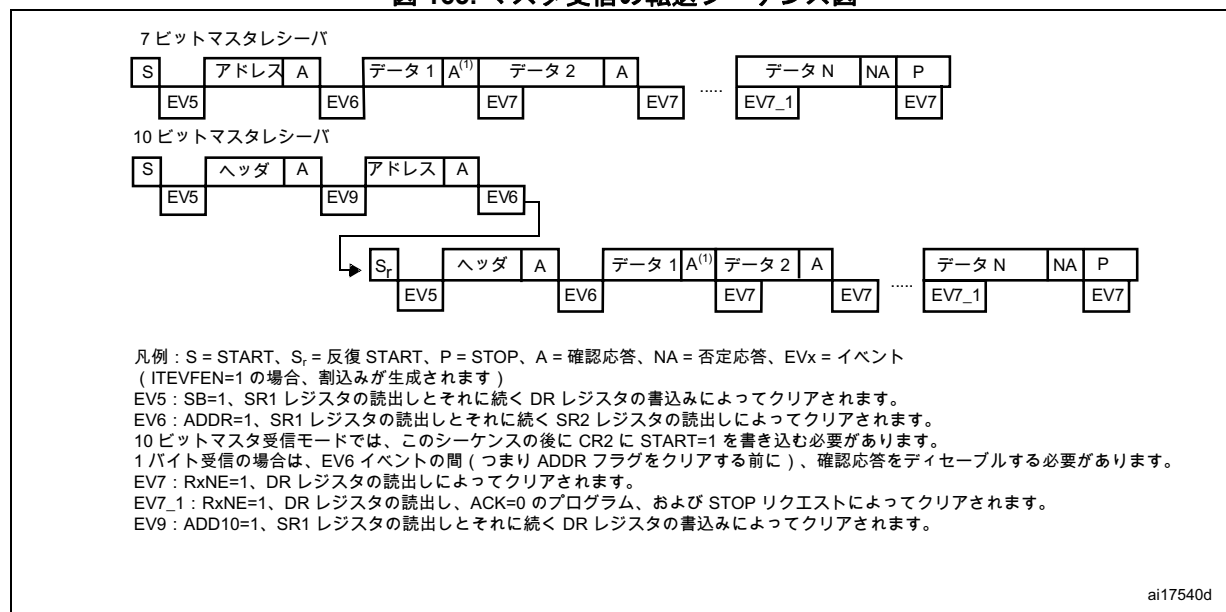 7 ビットマスタレシーバ
S アドレス A データ 1 A(1) データ 2 A ..... データ N NA P
EV5 EV6 EV7 EV7 EV7_1 EV7
10 ビットマスタレシーバ
S ヘッダ A アドレス A
EV5 EV9 EV6
Sr ヘッダ A データ 1 A(1) データ 2 A ..... データ N NA P
EV5 EV6 EV7 EV7 EV7_1 EV7
凡例：S = START、Sr = 反復 START、P = STOP、A = 確認応答、NA = 否定応答、EVx = イベント
（ITEVFEN=1 の場合、割込みが生成されます）
EV5：SB=1、SR1 レジスタの読出しとそれに続く DR レジスタの書込みによってクリアされます。
EV6：ADDR=1、SR1 レジスタの読出しとそれに続く SR2 レジスタの読出しによってクリアされます。
10 ビットマスタ受信モードでは、このシーケンスの後に CR2 に START=1 を書き込む必要があります。
1 バイト受信の場合は、EV6 イベントの間（つまり ADDR フラグをクリアする前に）、確認応答をディセーブルする必要があります。
EV7：RxNE=1、DR レジスタの読出しによってクリアされます。
EV7_1：RxNE=1、DR レジスタの読出し、ACK=0 のプログラム、および STOP リクエストによってクリアされます。
EV9：ADD10=1、SR1 レジスタの読出しとそれに続く DR レジスタの書込みによってクリアされます。
ai17540d